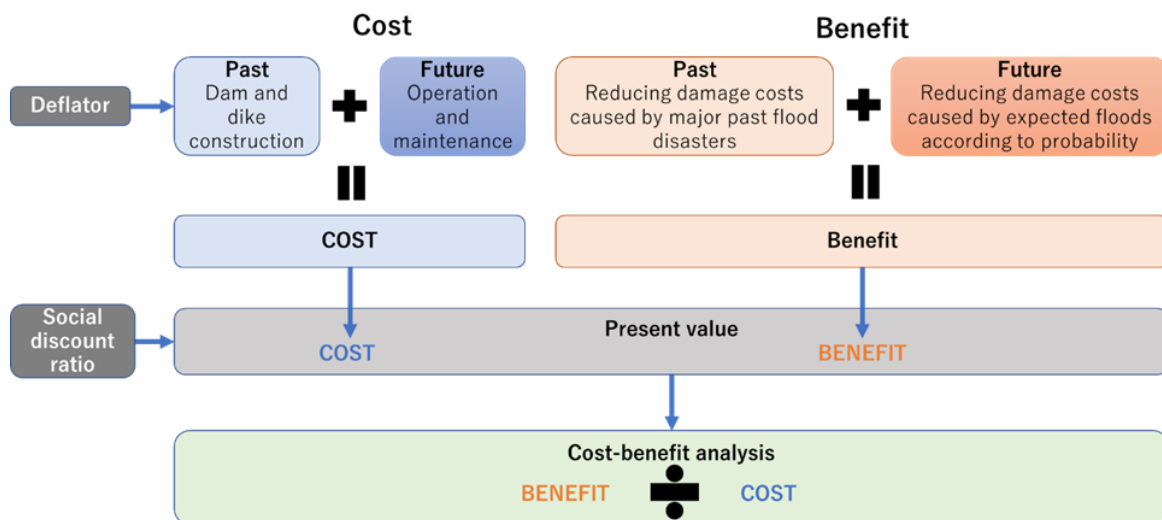 Cost
Benefit
Deflator
Past
Dam and
dike
construction
Future
Operation
and
maintenance
Past
Reducing damage costs
caused by major past flood
disasters
Future
Reducing damage costs
caused by expected floods
according to probability
COST
Benefit
Social
discount
ratio
Present value
COST
BENEFIT
Cost-benefit analysis
BENEFIT ÷ COST